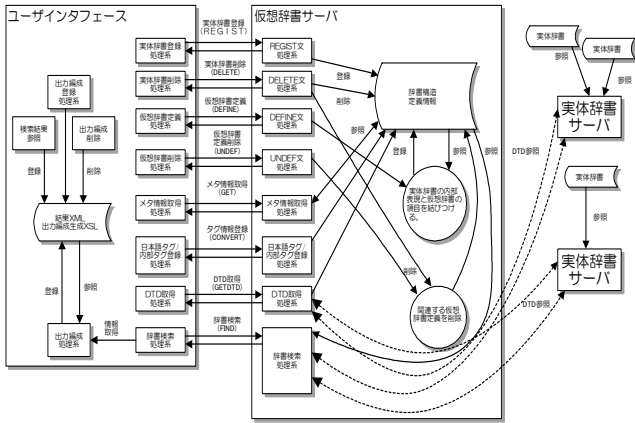 ユーザインタフェース
出力編成
登録
処理系
検索結果
参照
出力編成
削除
登録
削除
結果XML
出力編成生成XSL
登録
参照
出力編成
処理系
情報
取得
実体辞書登録
処理系
実体辞書削除
処理系
仮想辞書定義
処理系
仮想辞書削除
処理系
メタ情報取得
処理系
日本語タグ/
内部タグ登録
処理系
DTD取得
処理系
辞書検索
処理系
実体辞書登録
(REGIST)
実体辞書削除
(DELETE)
仮想辞書定義
(DEFINE)
仮想辞書
定義削除
(UNDEF)
メタ情報取得
(GET)
タグ情報登録
(CONVERT)
DTD取得
(GETDTD)
辞書検索
(FIND)
仮想辞書サーバ
REGIST文
処理系
DELETE文
処理系
DEFINE文
処理系
UNDEF文
処理系
メタ情報取得
処理系
日本語タグ/
内部タグ登録
処理系
DTD取得
処理系
辞書検索
処理系
登録
削除
参照
辞書構造
定義情報
登録
参照
参照
実体辞書の内部
表現と仮想辞書の
項目を結びつけ
る。
削除
関連する仮想
辞書定義を削除
実体辞書
実体辞書
参照
参照
実体辞書
サーバ
DTD参照
実体辞書
参照
実体辞書
サーバ
DTD参照